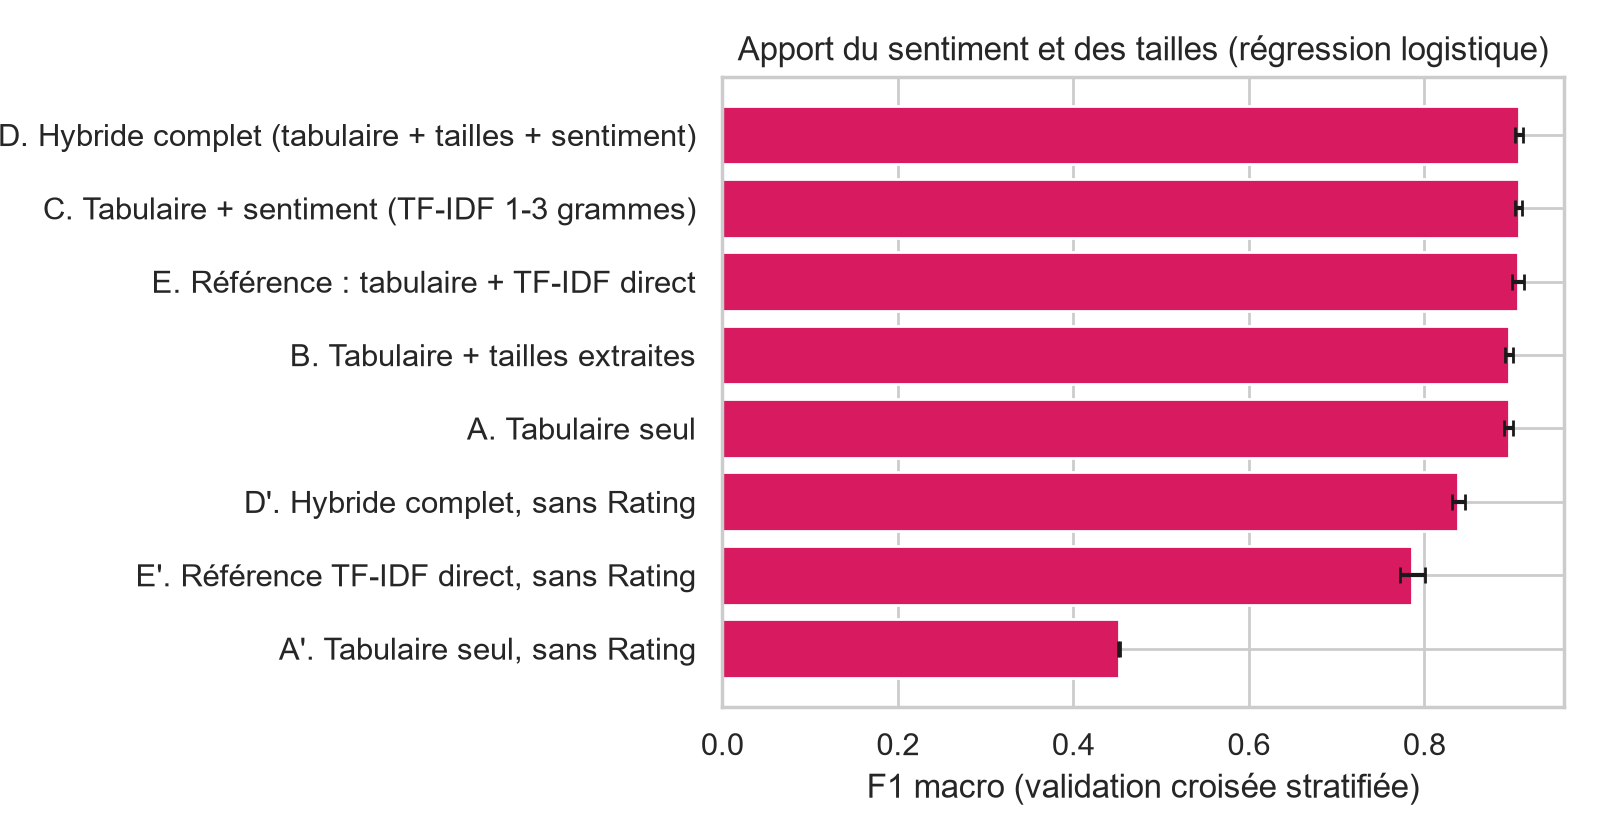 Apport du sentiment et des tailles (régression logistique)
D. Hybride complet (tabulaire + tailles + sentiment)
C. Tabulaire + sentiment (TF-IDF 1-3 grammes)
E. Référence : tabulaire + TF-IDF direct
B. Tabulaire + tailles extraites
A. Tabulaire seul
D'. Hybride complet, sans Rating
E'. Référence TF-IDF direct, sans Rating
A'. Tabulaire seul, sans Rating
0.0 0.2 0.4 0.6 0.8
F1 macro (validation croisée stratifiée)